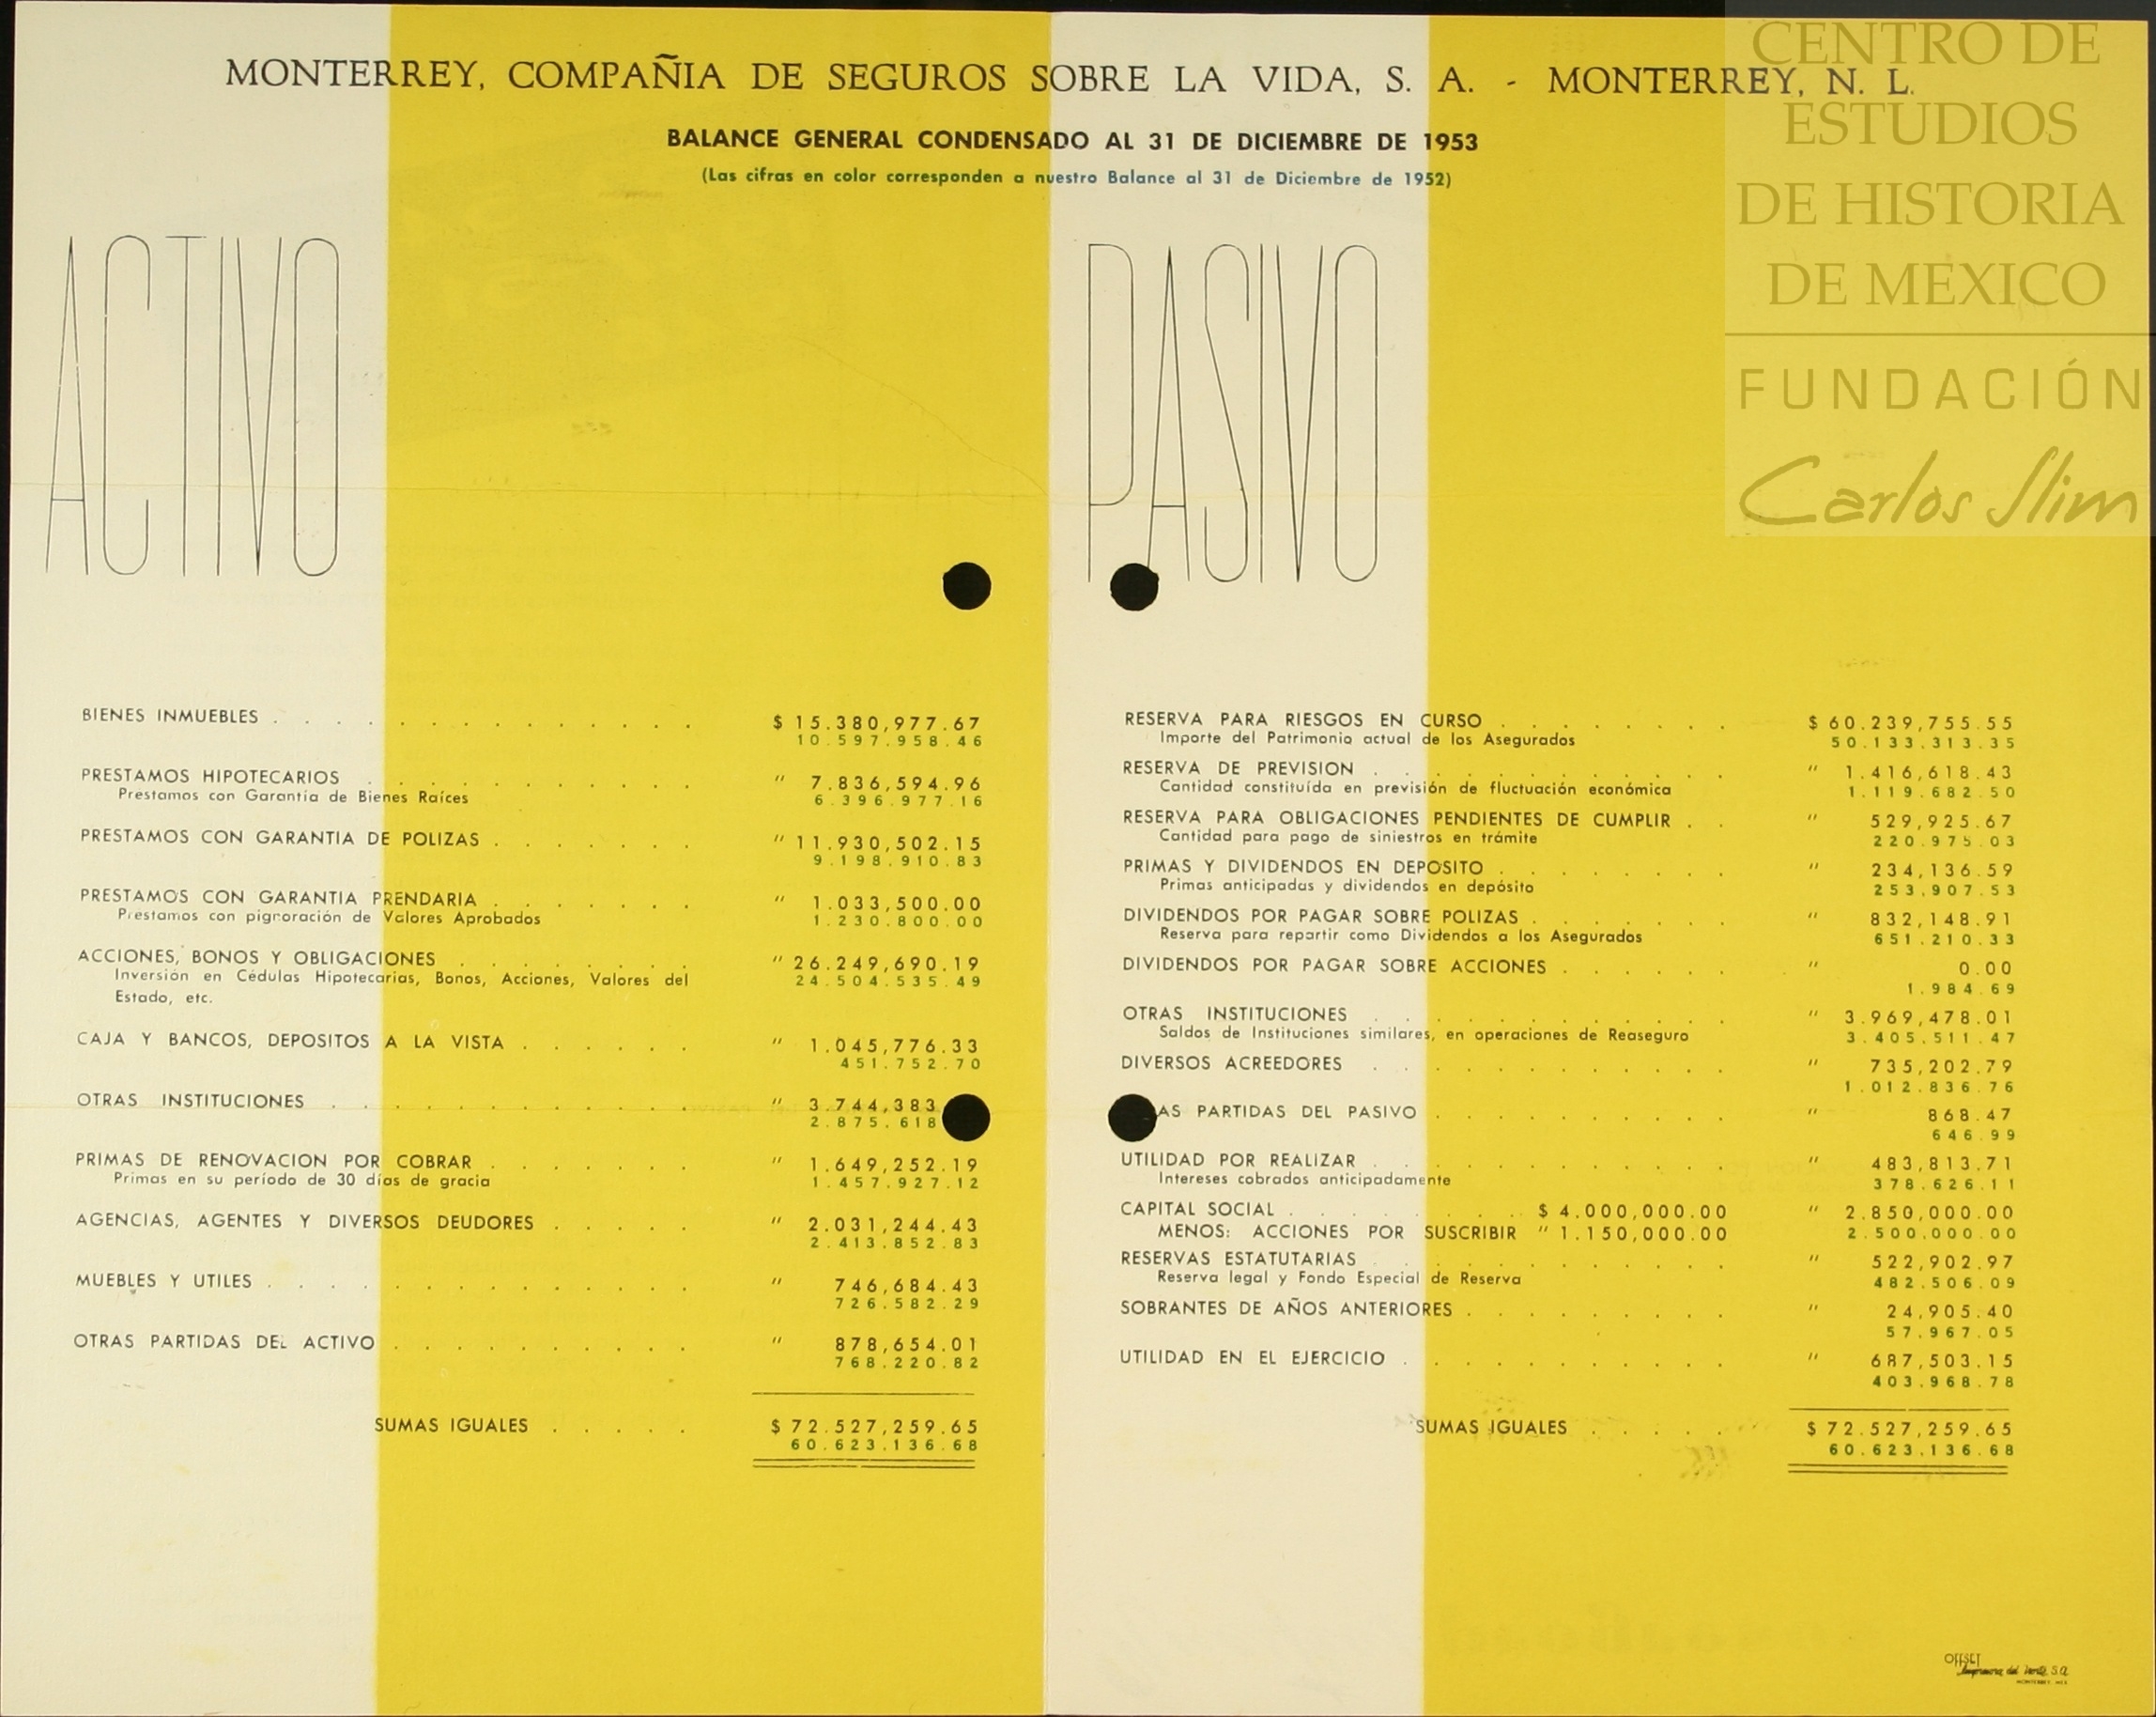 MONTERREY, COMPAÑIA DE SEGUROS SOBRE LA VIDA, S. A. - MONTERREY, N. L.
BALANCE GENERAL CONDENSADO AL 31 DE DICIEMBRE DE 1953
(Las cifras en color corresponden a nuestro Balance al 31 de Diciembre de 1952)
CENTRO DE
ESTUDIOS
DE HISTORIA
DE MEXICO
FUNDACIÓN
Carlos Slim
ACTIVO
BIENES INMUEBLES . . . . . . . . . . . . . . $ 15.380,977.67
10.597.958.46
PRESTAMOS HIPOTECARIOS . . . . . . . . . . . " 7.836,594.96
Prestamos con Garantía de Bienes Raíces 6.396.977.16
PRESTAMOS CON GARANTIA DE POLIZAS . . . . . . . " 11.930,502.15
9.198.910.83
PRESTAMOS CON GARANTIA PRENDARIA . . . . . . . " 1.033,500.00
Prestamos con pignoración de Valores Aprobados 1.230.800.00
ACCIONES, BONOS Y OBLIGACIONES . . . . . . . . " 26.249,690.19
Inversión en Cédulas Hipotecarias, Bonos, Acciones, Valores del 24.504.535.49
Estado, etc.
CAJA Y BANCOS, DEPOSITOS A LA VISTA . . . . . . " 1.045,776.33
451.752.70
OTRAS INSTITUCIONES . . . . . . . . . . . . " 3.744,383
2.875.618
PRIMAS DE RENOVACION POR COBRAR . . . . . . . " 1.649,252.19
Primas en su período de 30 días de gracia 1.457.927.12
AGENCIAS, AGENTES Y DIVERSOS DEUDORES . . . . . " 2.031,244.43
2.413.852.83
MUEBLES Y UTILES . . . . . . . . . . . . . . " 746,684.43
726.582.29
OTRAS PARTIDAS DEL ACTIVO . . . . . . . . . . " 878,654.01
768.220.82
SUMAS IGUALES . . . . . $ 72.527,259.65
60.623.136.68
PASIVO
RESERVA PARA RIESGOS EN CURSO . . . . . . . . $ 60.239,755.55
Importe del Patrimonio actual de los Asegurados 50.133.313.35
RESERVA DE PREVISION . . . . . . . . . . . . " 1.416,618.43
Cantidad constituída en previsión de fluctuación económica 1.119.682.50
RESERVA PARA OBLIGACIONES PENDIENTES DE CUMPLIR . . " 529,925.67
Cantidad para pago de siniestros en trámite 220.975.03
PRIMAS Y DIVIDENDOS EN DEPOSITO . . . . . . . . " 234,136.59
Primas anticipadas y dividendos en depósito 253.907.53
DIVIDENDOS POR PAGAR SOBRE POLIZAS . . . . . . . " 832,148.91
Reserva para repartir como Dividendos a los Asegurados 651.210.33
DIVIDENDOS POR PAGAR SOBRE ACCIONES . . . . . . " 0.00
1.984.69
OTRAS INSTITUCIONES . . . . . . . . . . . . " 3.969,478.01
Saldos de Instituciones similares, en operaciones de Reaseguro 3.405.511.47
DIVERSOS ACREEDORES . . . . . . . . . . . . " 735,202.79
1.012.836.76
AS PARTIDAS DEL PASIVO . . . . . . . . . . " 868.47
646.99
UTILIDAD POR REALIZAR . . . . . . . . . . . . " 483,813.71
Intereses cobrados anticipadamente 378.626.11
CAPITAL SOCIAL . . . . . . . . $ 4.000,000.00 " 2.850,000.00
MENOS: ACCIONES POR SUSCRIBIR " 1.150,000.00 2.500.000.00
RESERVAS ESTATUTARIAS . . . . . . . . . . . . " 522,902.97
Reserva legal y Fondo Especial de Reserva 482.506.09
SOBRANTES DE AÑOS ANTERIORES . . . . . . . . . " 24,905.40
57.967.05
UTILIDAD EN EL EJERCICIO . . . . . . . . . . . " 687,503.15
403.968.78
SUMAS IGUALES . . . . . $ 72.527,259.65
60.623.136.68
OFFSET
Impresora del Norte, S.A.
MONTERREY, MEX